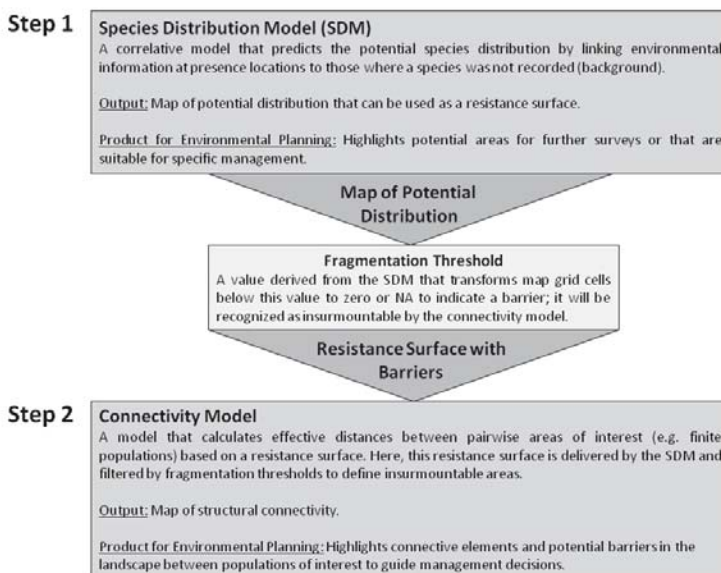 Step 1
Species Distribution Model (SDM)
A correlative model that predicts the potential species distribution by linking environmental
information at presence locations to those where a species was not recorded (background).
Output: Map of potential distribution that can be used as a resistance surface.
Product for Environmental Planning: Highlights potential areas for further surveys or that are
suitable for specific management.
Map of Potential
Distribution
Fragmentation Threshold
A value derived from the SDM that transforms map grid cells
below this value to zero or NA to indicate a barrier; it will be
recognized as insurmountable by the connectivity model.
Resistance Surface with
Barriers
Step 2
Connectivity Model
A model that calculates effective distances between pairwise areas of interest (e.g. finite
populations) based on a resistance surface. Here, this resistance surface is delivered by the SDM and
filtered by fragmentation thresholds to define insurmountable areas.
Output: Map of structural connectivity.
Product for Environmental Planning: Highlights connective elements and potential barriers in the
landscape between populations of interest to guide management decisions.